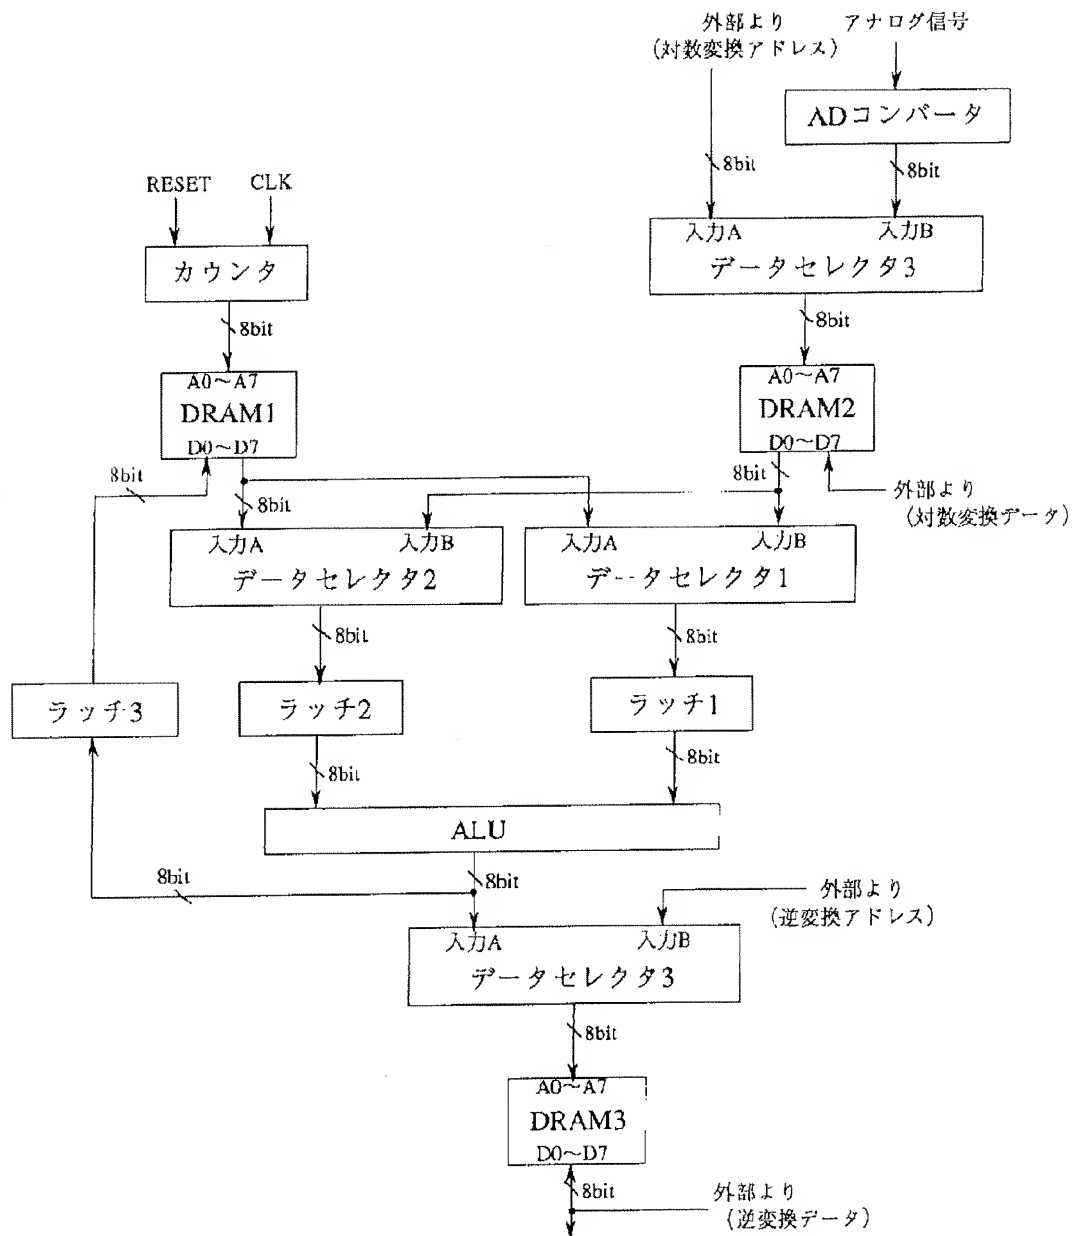 外部より
(対数変換アドレス)
アナログ信号
ADコンバータ
8bit
8bit
RESET
CLK
入力A
入力B
データセレクタ3
カウンタ
8bit
8bit
A0～A7
DRAM1
D0～D7
A0～A7
DRAM2
D0～D7
8bit
8bit
8bit
外部より
(対数変換データ)
入力A
入力B
データセレクタ2
入力A
入力B
データセレクタ1
8bit
8bit
ラッチ3
ラッチ2
ラッチ1
8bit
8bit
ALU
8bit
8bit
外部より
(逆変換アドレス)
入力A
入力B
データセレクタ3
8bit
A0～A7
DRAM3
D0～D7
8bit
外部より
(逆変換データ)